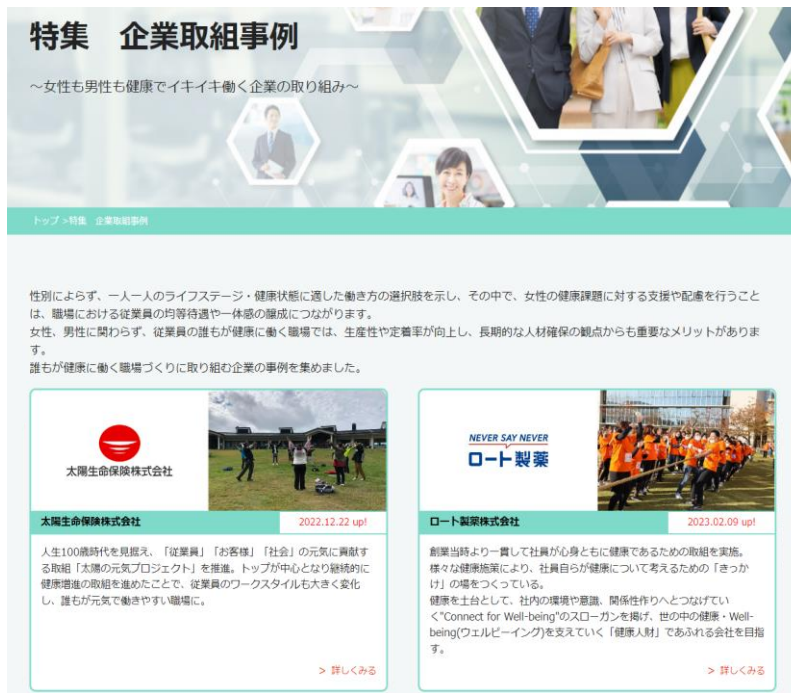 特集　企業取組事例
～女性も男性も健康でイキイキ働く企業の取り組み～
トップ >特集　企業取組事例
性別によらず、一人一人のライフステージ・健康状態に適した働き方の選択肢を示し、その中で、女性の健康課題に対する支援や配慮を行うこと
は、職場における従業員の均等待遇や一体感の醸成につながります。
女性、男性に関わらず、従業員の誰もが健康に働く職場では、生産性や定着率が向上し、長期的な人材確保の観点からも重要なメリットがありま
す。
誰もが健康に働く職場づくりに取り組む企業の事例を集めました。
太陽生命保険株式会社
太陽生命保険株式会社
2022.12.22 up!
人生100歳時代を見据え、「従業員」「お客様」「社会」の元気に貢献す
る取組「太陽の元気プロジェクト」を推進。トップが中心となり継続的に
健康増進の取組を進めたことで、従業員のワークスタイルも大きく変化
し、誰もが元気で働きやすい職場に。
> 詳しくみる
NEVER SAY NEVER
ロート製薬
ロート製薬株式会社
2023.02.09 up!
創業当時より一貫して社員が心身ともに健康であるための取組を実施。
様々な健康施策により、社員自らが健康について考えるための「きっか
け」の場をつくっている。
健康を土台として、社内の環境や意識、関係性作りへとつなげてい
く"Connect for Well-being"のスローガンを掲げ、世の中の健康・Well-
being(ウェルビーイング)を支えていく「健康人財」であふれる会社を目指
す。
> 詳しくみる